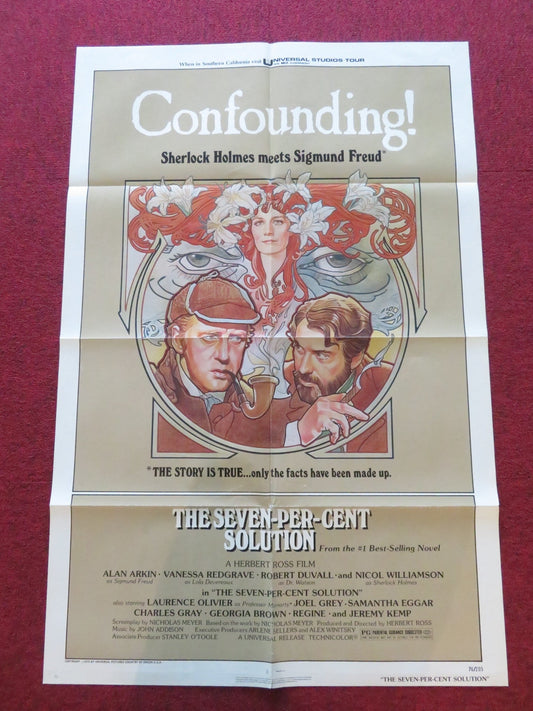 When in Southern California visit UNIVERSAL STUDIOS TOUR
Confounding!
Sherlock Holmes meets Sigmund Freud*
*THE STORY IS TRUE...only the facts have been made up.
THE SEVEN-PER-CENT
SOLUTION
From the #1 Best-Selling Novel
A HERBERT ROSS FILM
ALAN ARKIN · VANESSA REDGRAVE · ROBERT DUVALL · and NICOL WILLIAMSON
as Sigmund Freud as Lola Devereaux as Dr. Watson as Sherlock Holmes
in "THE SEVEN-PER-CENT SOLUTION"
also starring LAURENCE OLIVIER as Professor Moriarty* JOEL GREY · SAMANTHA EGGAR
CHARLES GRAY · GEORGIA BROWN · REGINE · and JEREMY KEMP
Screenplay by NICHOLAS MEYER Based on the work by NICHOLAS MEYER Produced and Directed by HERBERT ROSS
Music by JOHN ADDISON Executive Producers ARLENE SELLERS and ALEX WINITSKY
Associate Producer STANLEY O'TOOLE A UNIVERSAL RELEASE TECHNICOLOR®
PG PARENTAL GUIDANCE SUGGESTED
76/235
"THE SEVEN-PER-CENT SOLUTION"